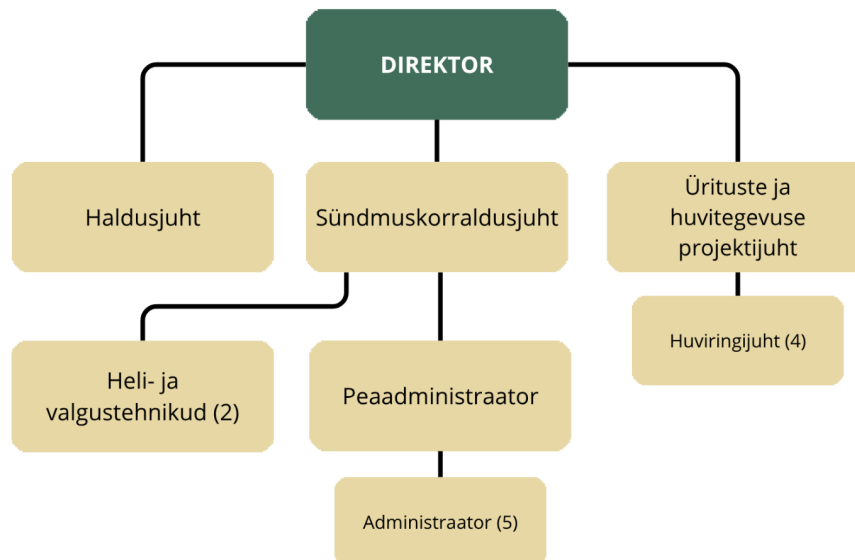 DIREKTOR
Haldusjuht
Sündmuskorraldusjuht
Ürituste ja
huvitegevuse
projektijuht
Heli- ja
valgustehnikud (2)
Peaadministraator
Huviringijuht (4)
Administraator (5)